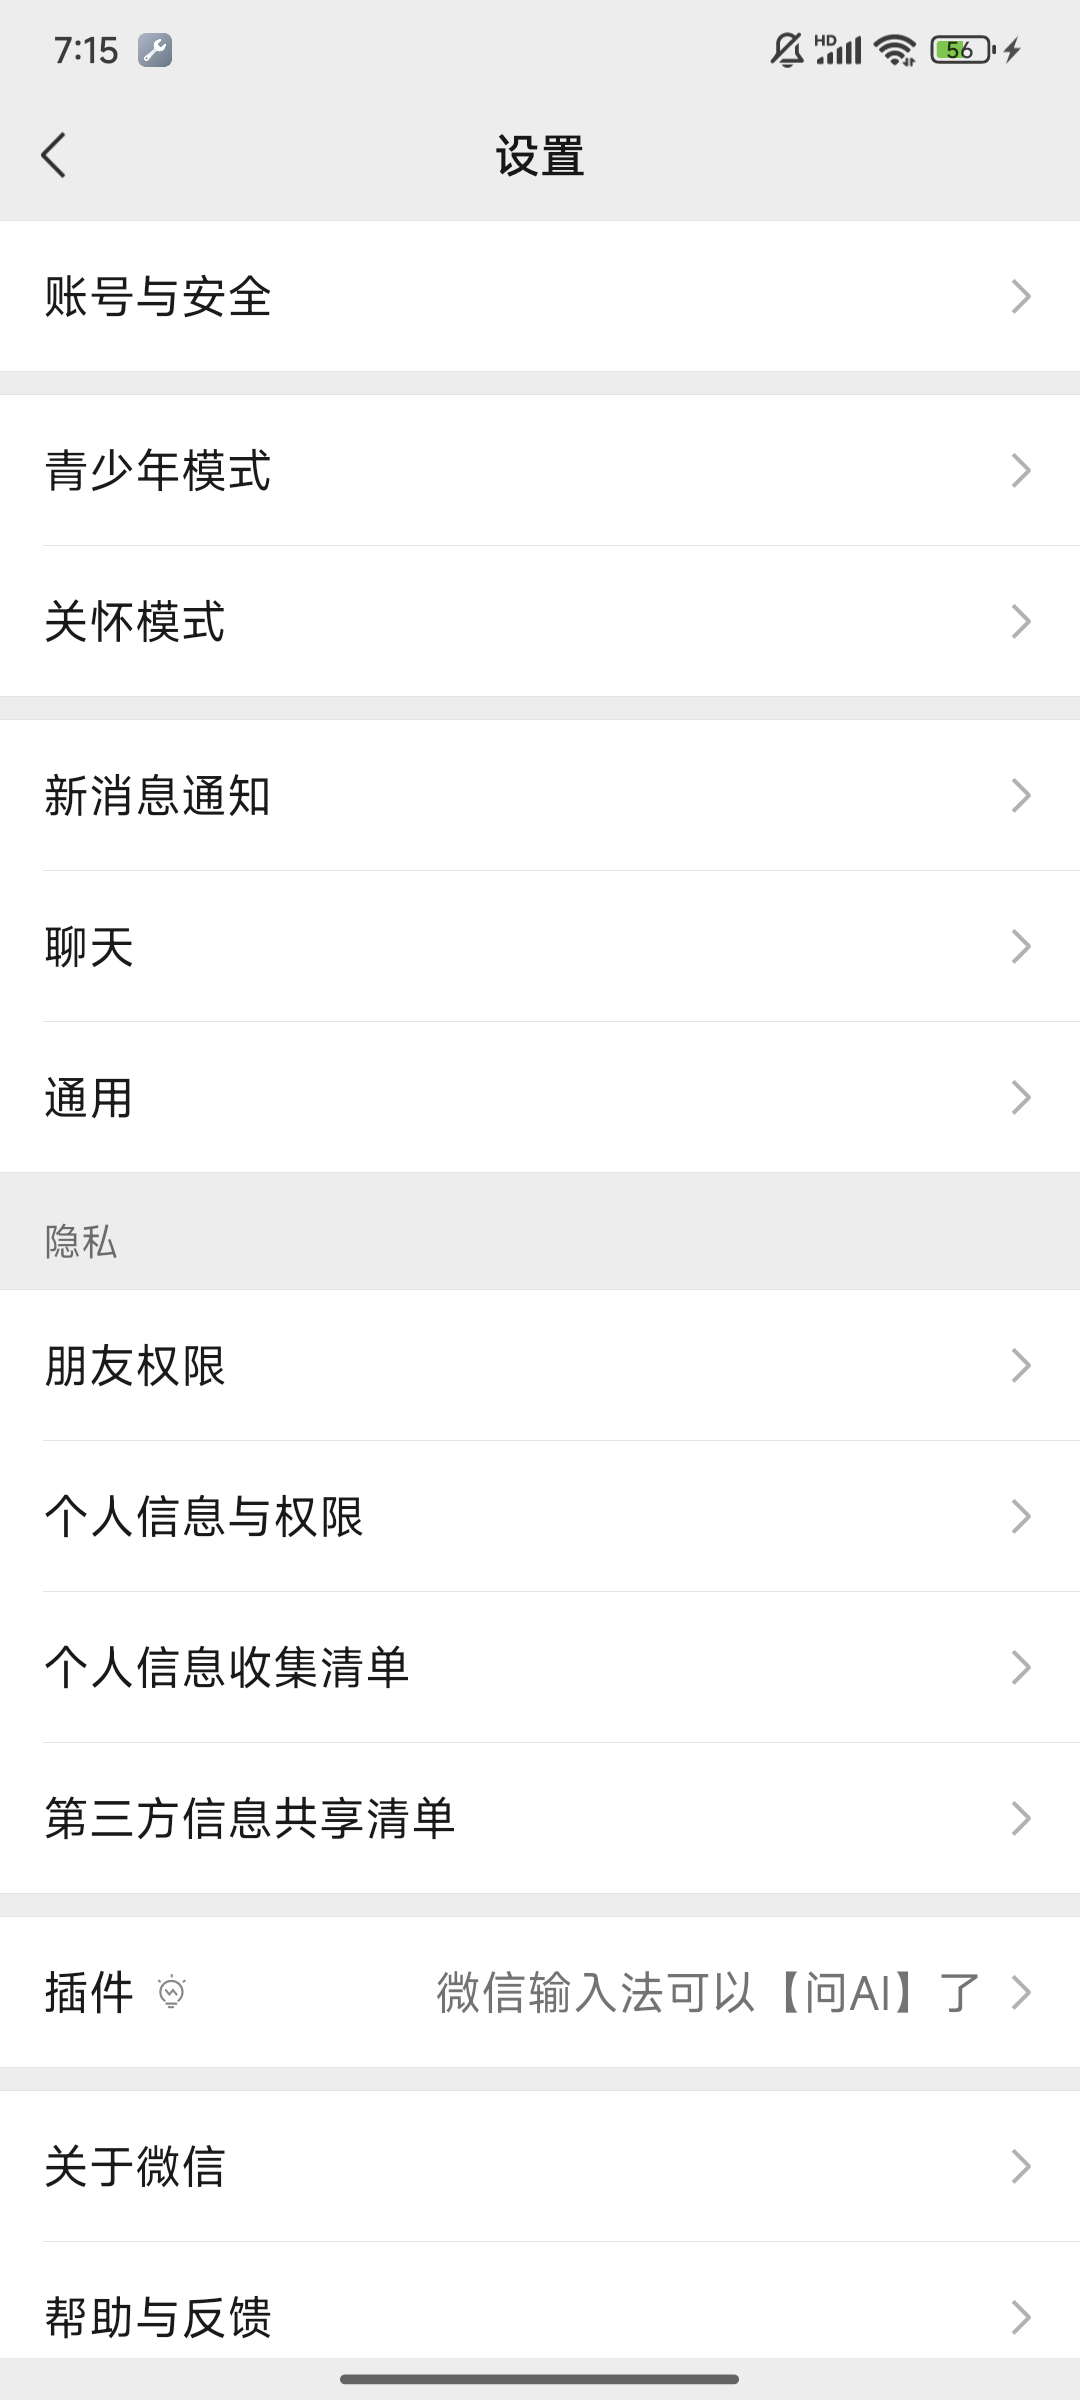 7:15 HD 56
设置
账号与安全
青少年模式
关怀模式
新消息通知
聊天
通用
隐私
朋友权限
个人信息与权限
个人信息收集清单
第三方信息共享清单
插件 微信输入法可以【问AI】了
关于微信
帮助与反馈